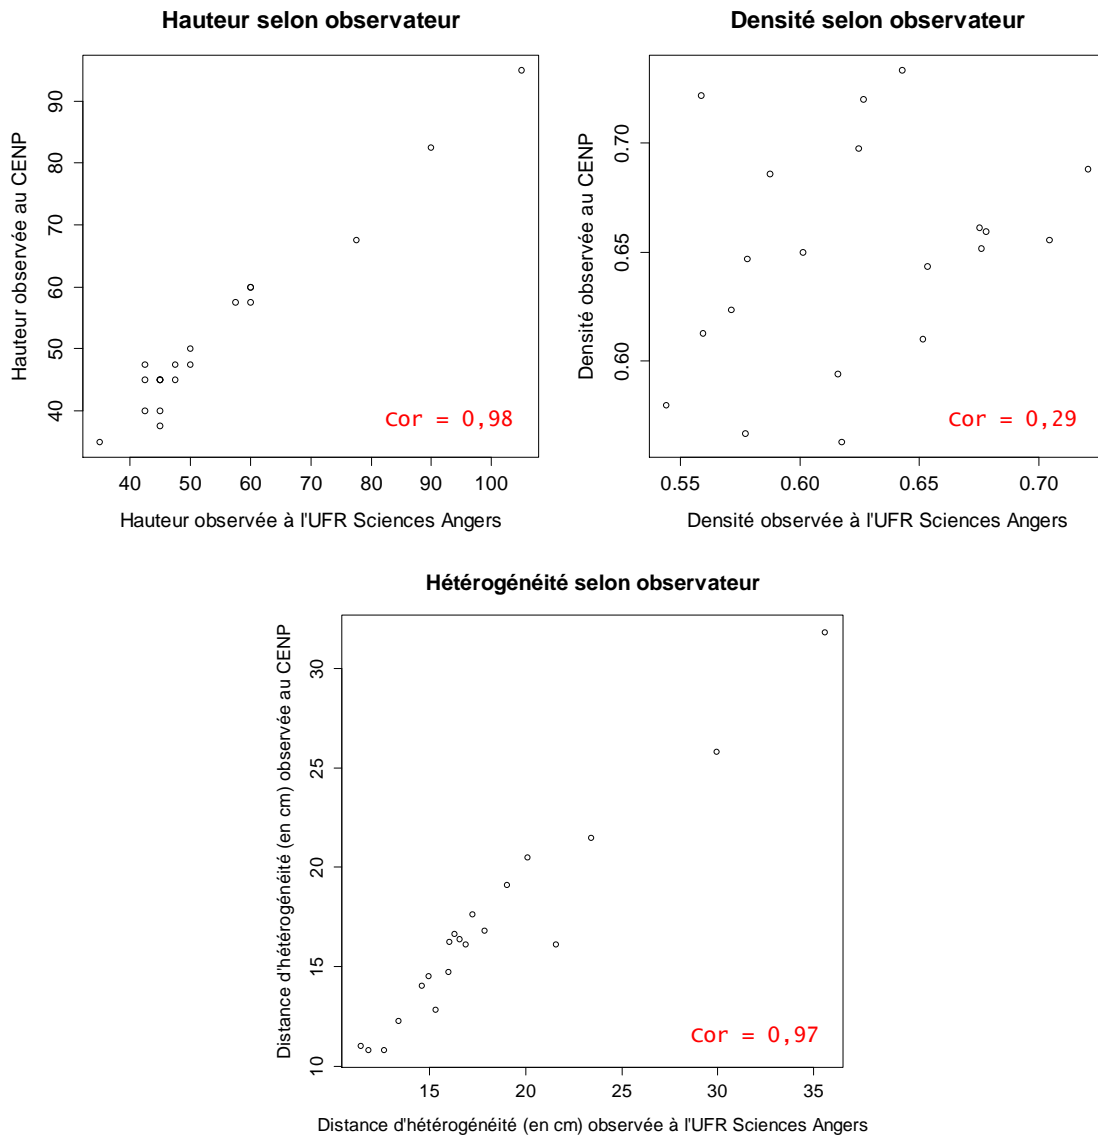 Hauteur selon observateur
Hauteur observée au CENP
90
80
70
60
50
40
Cor = 0,98
40 50 60 70 80 90 100
Hauteur observée à l'UFR Sciences Angers
Densité selon observateur
Densité observée au CENP
0.70
0.65
0.60
Cor = 0,29
0.55 0.60 0.65 0.70
Densité observée à l'UFR Sciences Angers
Hétérogénéité selon observateur
Distance d'hétérogénéité (en cm) observée au CENP
30
25
20
15
10
Cor = 0,97
15 20 25 30 35
Distance d'hétérogénéité (en cm) observée à l'UFR Sciences Angers